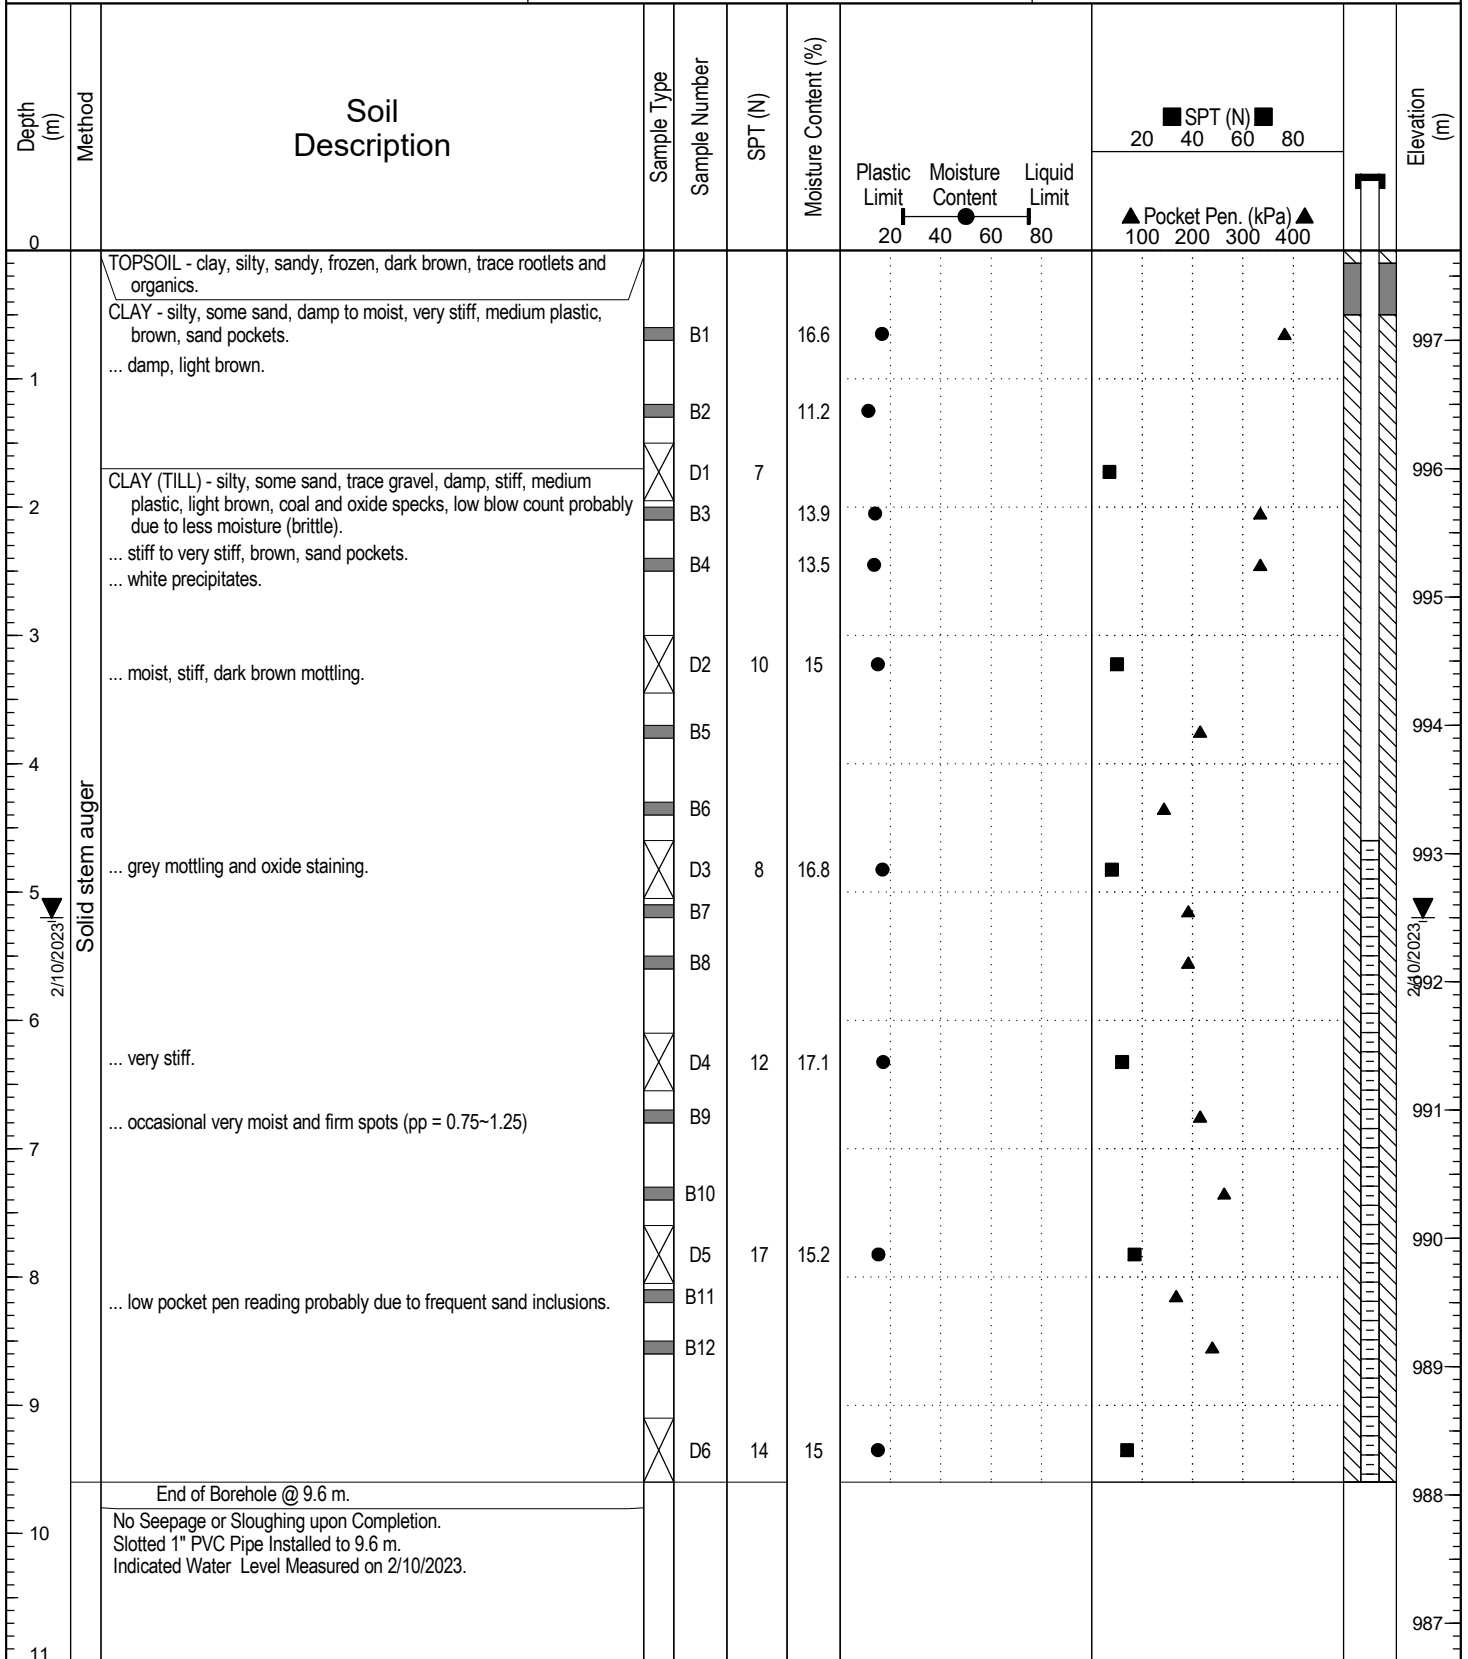 Depth
(m)
Method
Soil
Description
Sample Type
Sample Number
SPT (N)
Moisture Content (%)
Plastic
Limit
Moisture
Content
Liquid
Limit
20 40 60 80
SPT (N)
20 40 60 80
Pocket Pen. (kPa)
100 200 300 400
Elevation
(m)
0
TOPSOIL - clay, silty, sandy, frozen, dark brown, trace rootlets and
organics.
CLAY - silty, some sand, damp to moist, very stiff, medium plastic,
brown, sand pockets.
B1 16.6
997
... damp, light brown.
1
B2 11.2
996
D1 7
CLAY (TILL) - silty, some sand, trace gravel, damp, stiff, medium
plastic, light brown, coal and oxide specks, low blow count probably
due to less moisture (brittle).
2
B3 13.9
... stiff to very stiff, brown, sand pockets.
B4 13.5
... white precipitates.
995
3
D2 10 15
... moist, stiff, dark brown mottling.
994
B5
4
B6
Solid stem auger
993
... grey mottling and oxide staining.
D3 8 16.8
5
B7
2/10/2023
2/10/2023
B8
992
6
... very stiff.
D4 12 17.1
991
B9
... occasional very moist and firm spots (pp = 0.75~1.25)
7
B10
990
D5 17 15.2
8
B11
... low pocket pen reading probably due to frequent sand inclusions.
B12
989
9
D6 14 15
End of Borehole @ 9.6 m.
988
No Seepage or Sloughing upon Completion.
10
Slotted 1" PVC Pipe Installed to 9.6 m.
Indicated Water Level Measured on 2/10/2023.
987
11